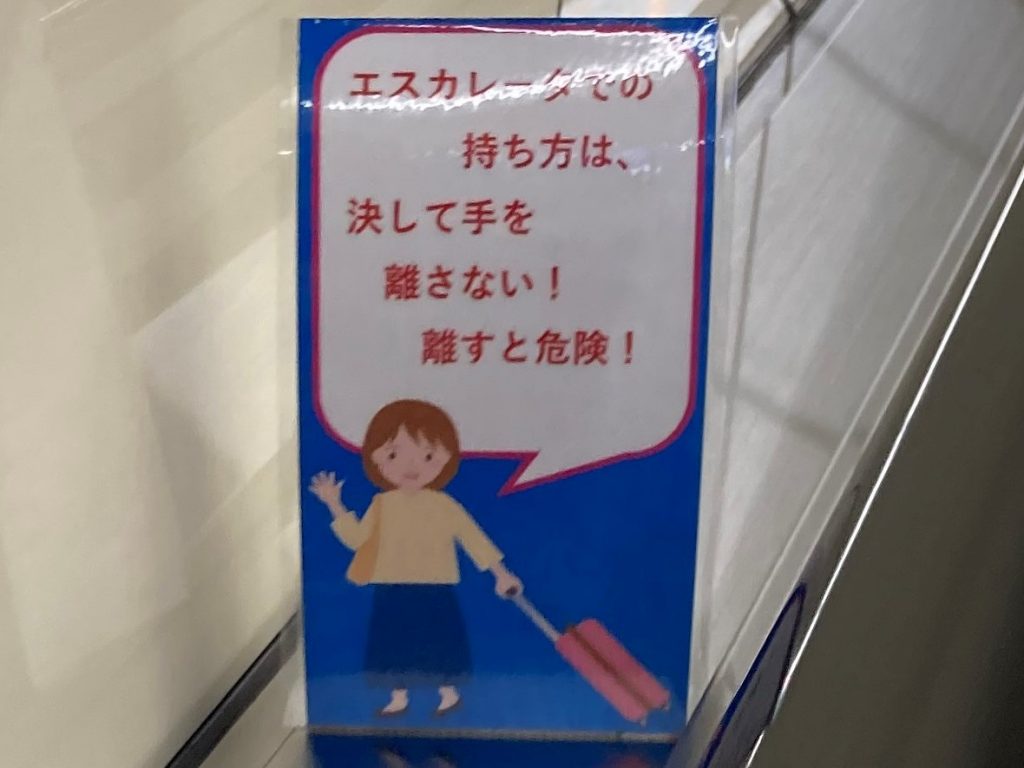 エスカレータでの
持ち方は、
決して手を
離さない！
離すと危険！